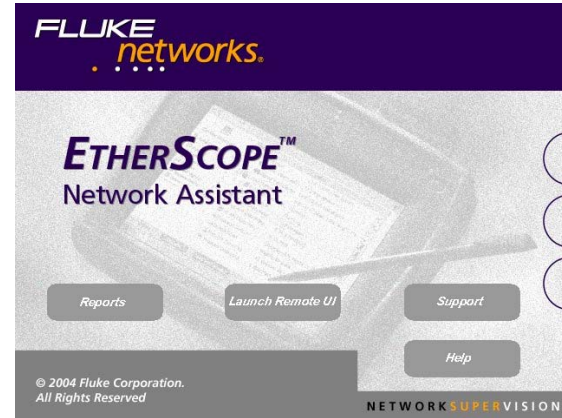 FLUKE
networks®
ETHERSCOPE™
Network Assistant
Reports
Launch Remote UI
Support
Help
© 2004 Fluke Corporation.
All Rights Reserved
NETWORKSUPERVISION